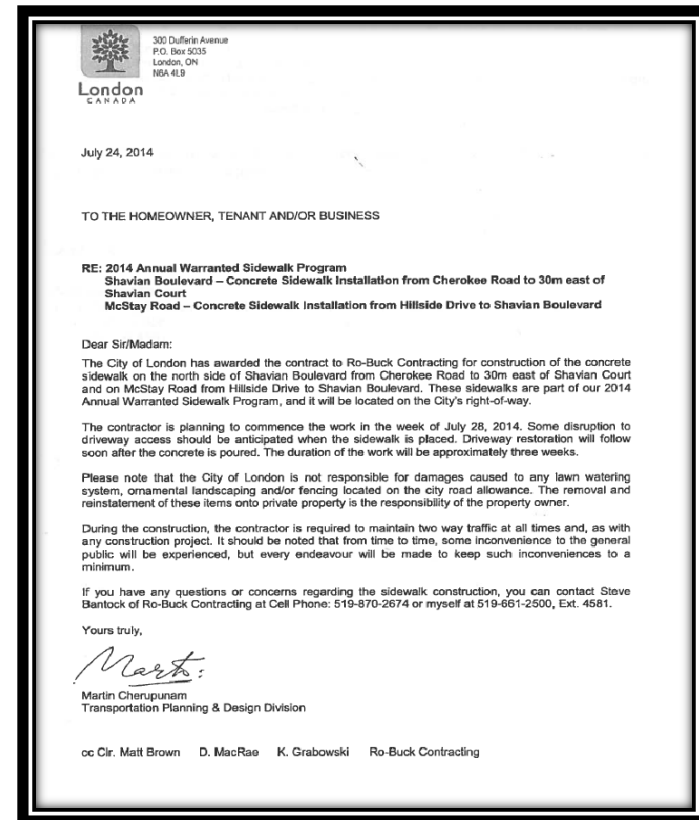 300 Dufferin Avenue
P.O. Box 5035
London, ON
N6A 4L9
London
CANADA
July 24, 2014
TO THE HOMEOWNER, TENANT AND/OR BUSINESS
RE: 2014 Annual Warranted Sidewalk Program
Shavian Boulevard – Concrete Sidewalk Installation from Cherokee Road to 30m east of
Shavian Court
McStay Road – Concrete Sidewalk Installation from Hillside Drive to Shavian Boulevard
Dear Sir/Madam:
The City of London has awarded the contract to Ro-Buck Contracting for construction of the concrete
sidewalk on the north side of Shavian Boulevard from Cherokee Road to 30m east of Shavian Court
and on McStay Road from Hillside Drive to Shavian Boulevard. These sidewalks are part of our 2014
Annual Warranted Sidewalk Program, and it will be located on the City's right-of-way.
The contractor is planning to commence the work in the week of July 28, 2014. Some disruption to
driveway access should be anticipated when the sidewalk is placed. Driveway restoration will follow
soon after the concrete is poured. The duration of the work will be approximately three weeks.
Please note that the City of London is not responsible for damages caused to any lawn watering
system, ornamental landscaping and/or fencing located on the city road allowance. The removal and
reinstatement of these items onto private property is the responsibility of the property owner.
During the construction, the contractor is required to maintain two way traffic at all times and, as with
any construction project. It should be noted that from time to time, some inconvenience to the general
public will be experienced, but every endeavour will be made to keep such inconveniences to a
minimum.
If you have any questions or concerns regarding the sidewalk construction, you can contact Steve
Bantock of Ro-Buck Contracting at Cell Phone: 519-870-2674 or myself at 519-661-2500, Ext. 4581.
Yours truly,
Martin Cherupunam
Transportation Planning & Design Division
cc Clr. Matt Brown D. MacRae K. Grabowski Ro-Buck Contracting